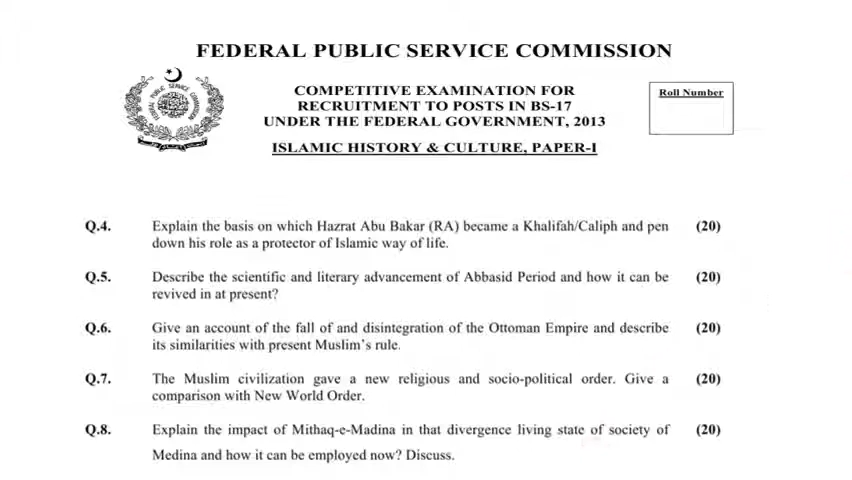 FEDERAL PUBLIC SERVICE COMMISSION
COMPETITIVE EXAMINATION FOR
RECRUITMENT TO POSTS IN BS-17
UNDER THE FEDERAL GOVERNMENT, 2013
Roll Number
FEDERAL PUBLIC SERVICE COMMISSION
ISLAMIC HISTORY & CULTURE, PAPER-I
Q.4. Explain the basis on which Hazrat Abu Bakar (RA) became a Khalifah/Caliph and pen (20)
down his role as a protector of Islamic way of life.
Q.5. Describe the scientific and literary advancement of Abbasid Period and how it can be (20)
revived in at present?
Q.6. Give an account of the fall of and disintegration of the Ottoman Empire and describe (20)
its similarities with present Muslim's rule.
Q.7. The Muslim civilization gave a new religious and socio-political order. Give a (20)
comparison with New World Order.
Q.8. Explain the impact of Mithaq-e-Madina in that divergence living state of society of (20)
Medina and how it can be employed now? Discuss.